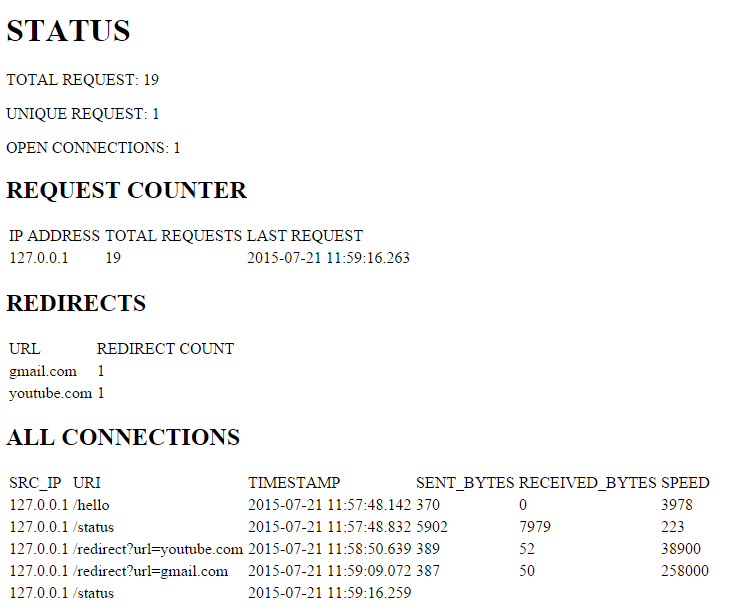 STATUS
TOTAL REQUEST: 19
UNIQUE REQUEST: 1
OPEN CONNECTIONS: 1
REQUEST COUNTER
IP ADDRESS TOTAL REQUESTS LAST REQUEST
127.0.0.1 19 2015-07-21 11:59:16.263
REDIRECTS
URL REDIRECT COUNT
gmail.com 1
youtube.com 1
ALL CONNECTIONS
SRC_IP URI TIMESTAMP SENT_BYTES RECEIVED_BYTES SPEED
127.0.0.1 /hello 2015-07-21 11:57:48.142 370 0 3978
127.0.0.1 /status 2015-07-21 11:57:48.832 5902 7979 223
127.0.0.1 /redirect?url=youtube.com 2015-07-21 11:58:50.639 389 52 38900
127.0.0.1 /redirect?url=gmail.com 2015-07-21 11:59:09.072 387 50 258000
127.0.0.1 /status 2015-07-21 11:59:16.259